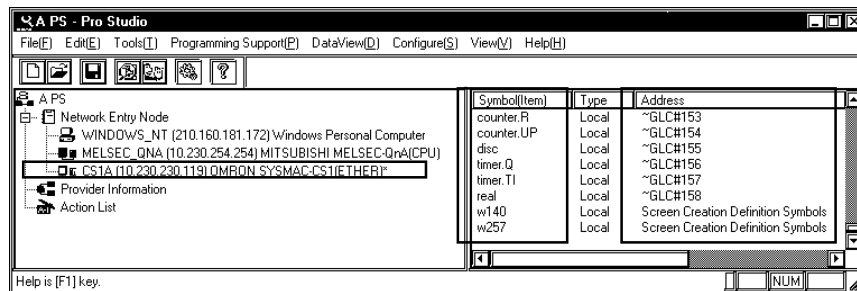 A PS - Pro Studio
File(F) Edit(E) Tools(T) Programming Support(P) DataView(D) Configure(S) View(V) Help(H)
A PS
Network Entry Node
WINDOWS_NT (210.160.181.172) Windows Personal Computer
MELSEC_QNA (10.230.254.254) MITSUBISHI MELSEC-QnA(CPU)
CS1A (10.230.230.119) OMRON SYSMAC-CS1(ETHER)*
Provider Information
Action List
Symbol(Item) Type Address
counter.R Local ~GLC#153
counter.UP Local ~GLC#154
disc Local ~GLC#155
timer.Q Local ~GLC#156
timer.TI Local ~GLC#157
real Local ~GLC#158
w140 Local Screen Creation Definition Symbols
w257 Local Screen Creation Definition Symbols
Help is [F1] key.
NUM